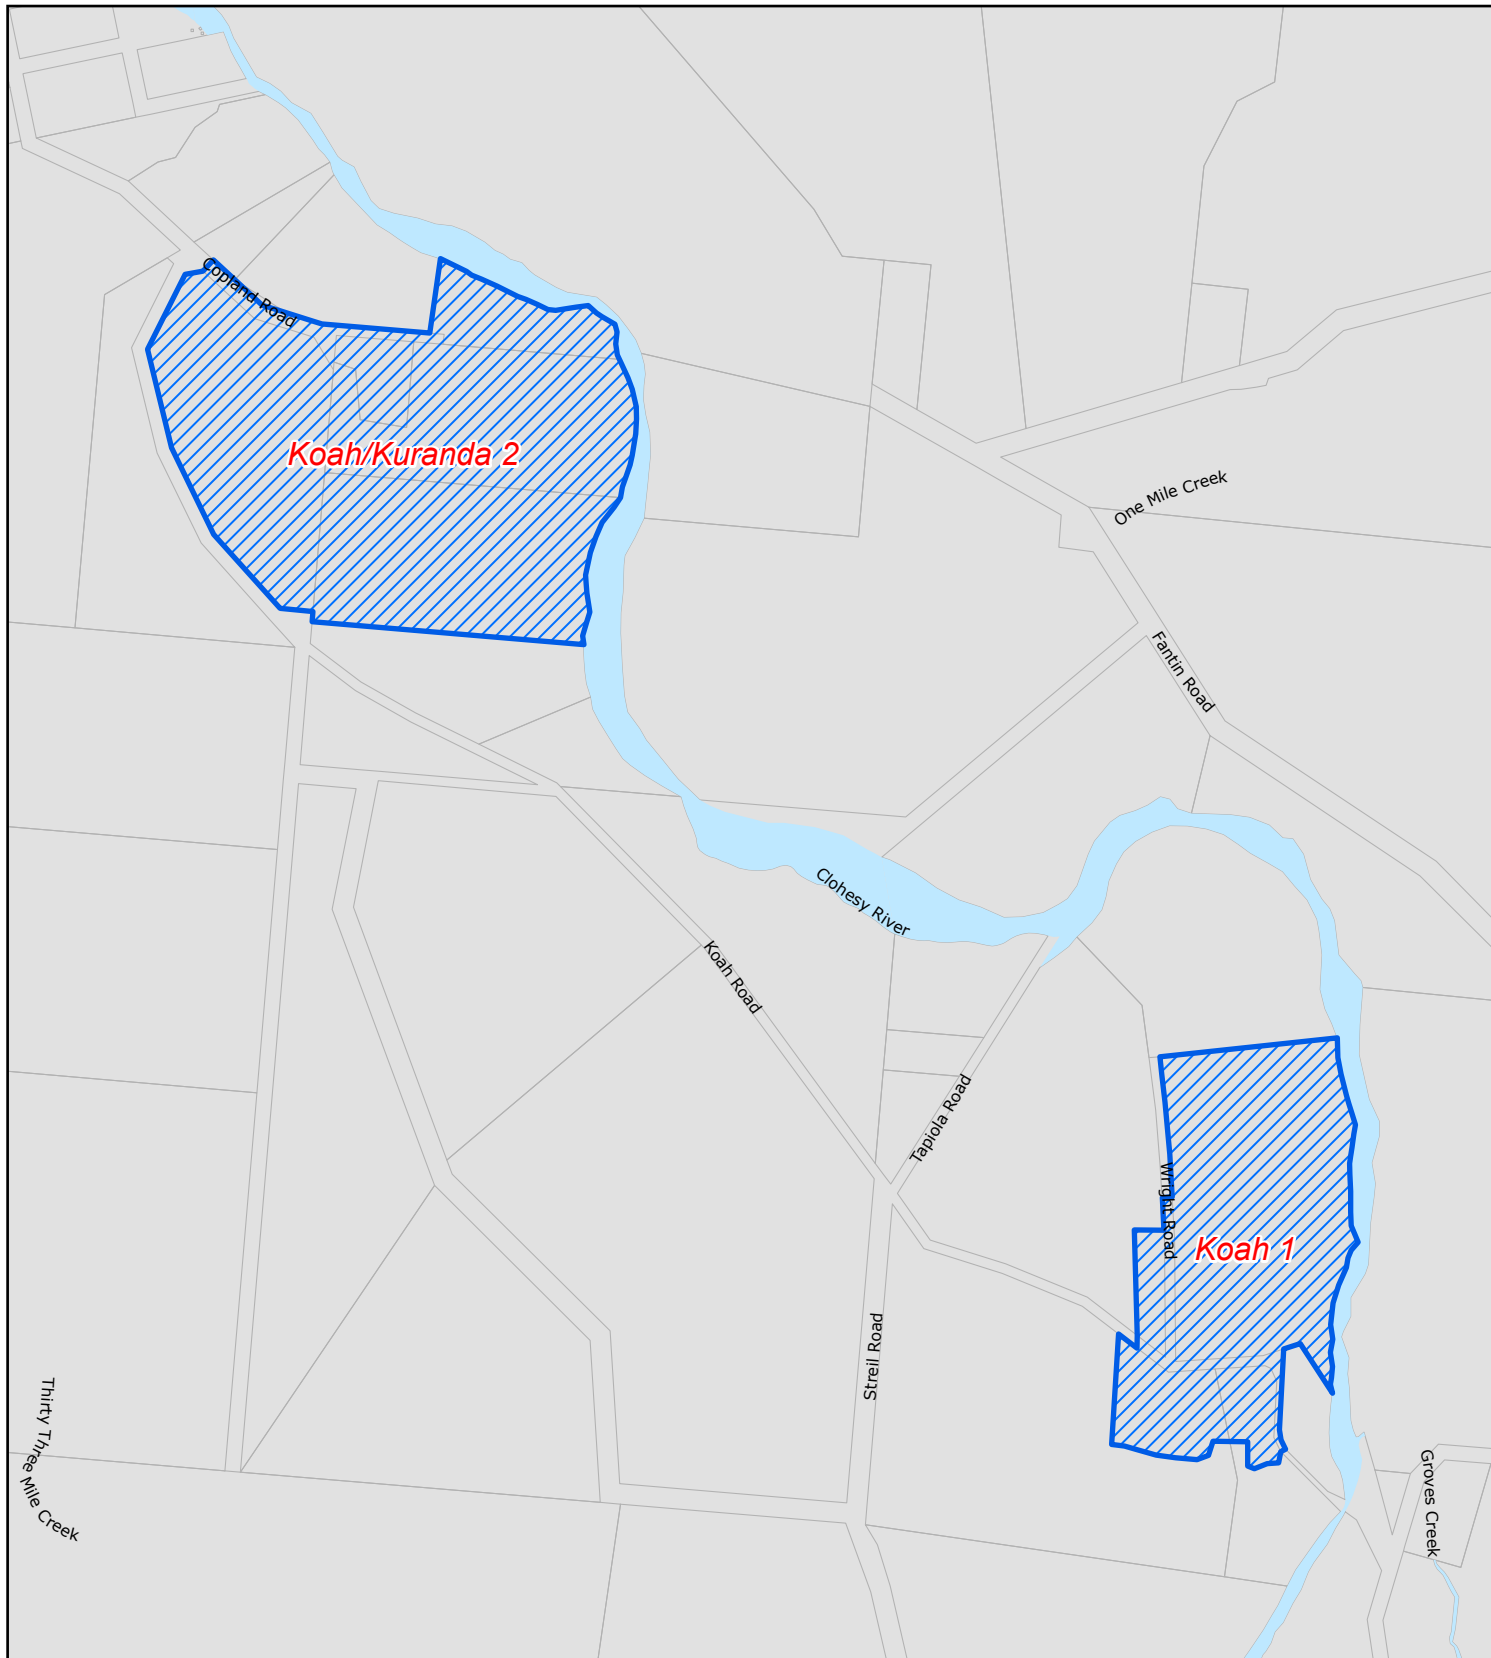 Copland Road
Koah/Kuranda 2
One Mile Creek
Fantin Road
Clohesy River
Koah Road
Tapiola Road
Wright Road
Koah 1
Streil Road
Thirty Three Mile Creek
Groves Creek